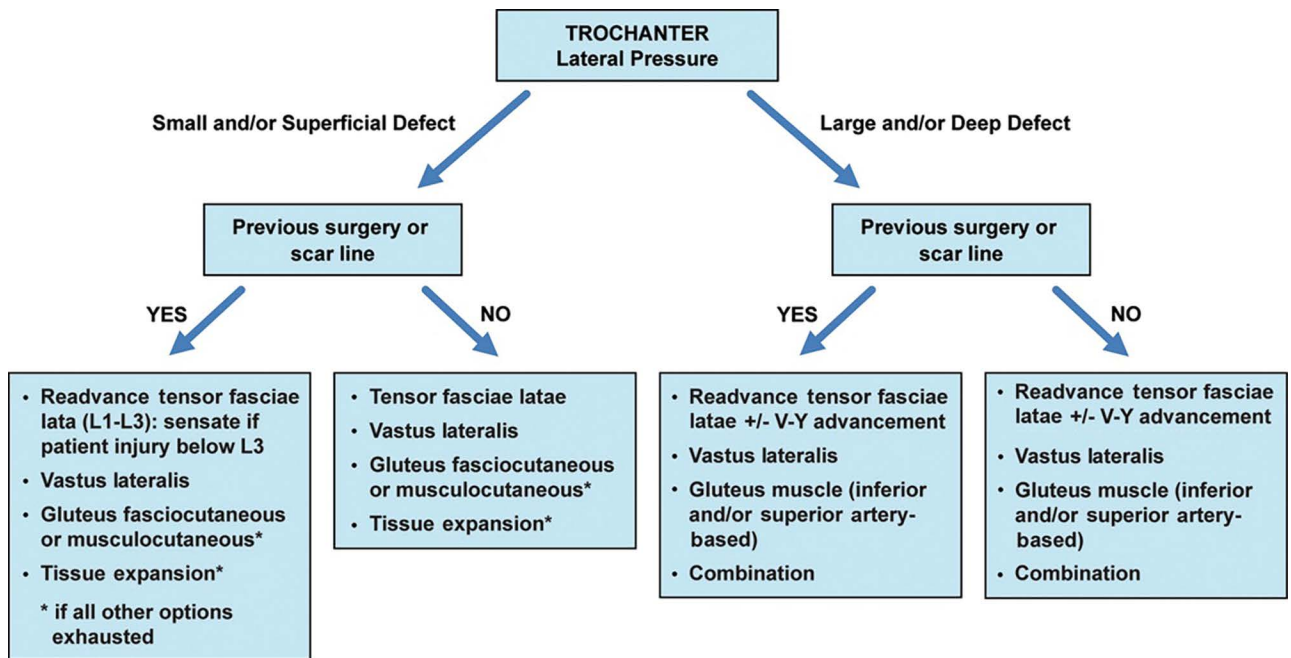 TROCHANTER
Lateral Pressure
Small and/or Superficial Defect
Large and/or Deep Defect
Previous surgery or
scar line
Previous surgery or
scar line
YES
NO
YES
NO
• Readvance tensor fasciae
lata (L1-L3): sensate if
patient injury below L3
• Vastus lateralis
• Gluteus fasciocutaneous
or musculocutaneous*
• Tissue expansion*
* if all other options
exhausted
• Tensor fasciae latae
• Vastus lateralis
• Gluteus fasciocutaneous
or musculocutaneous*
• Tissue expansion*
• Readvance tensor fasciae
latae +/- V-Y advancement
• Vastus lateralis
• Gluteus muscle (inferior
and/or superior artery-
based)
• Combination
• Readvance tensor fasciae
latae +/- V-Y advancement
• Vastus lateralis
• Gluteus muscle (inferior
and/or superior artery-
based)
• Combination